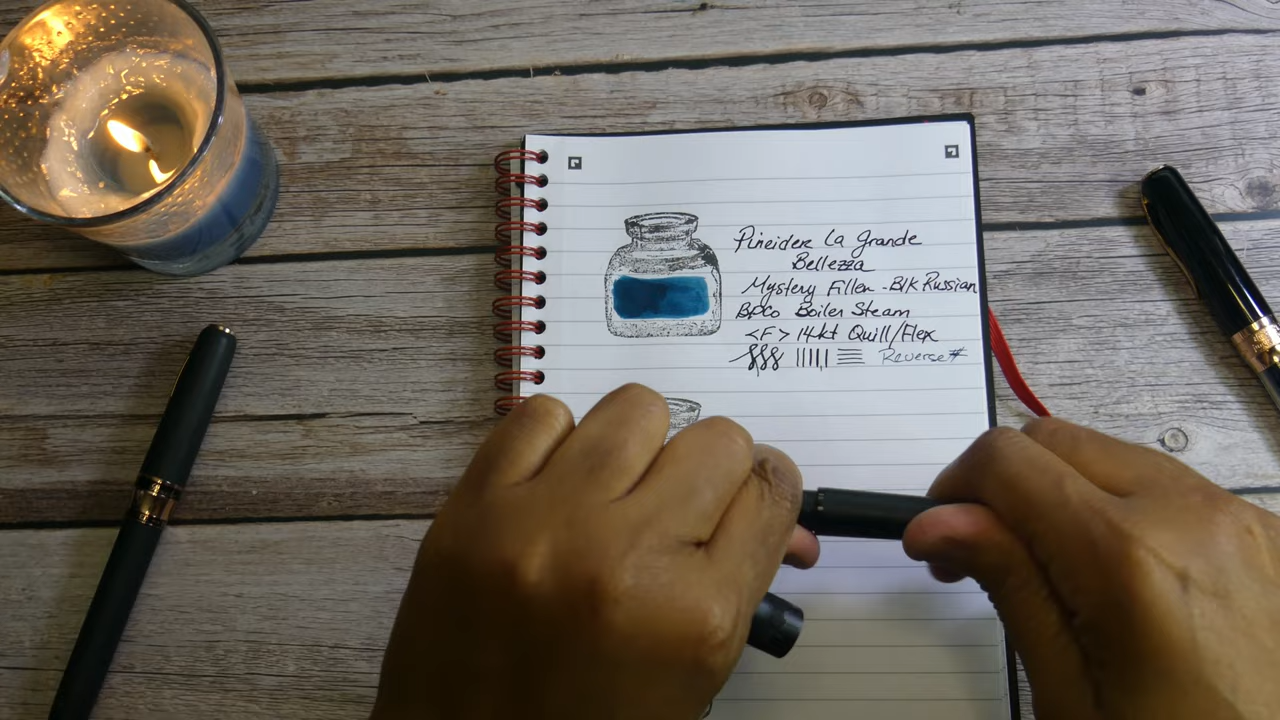 Pineider La Grande
Bellezza
Mystery Filler - Blk Russian
BPCo Boiler Steam
<F> 14kt Quill/Flex
Reverse#